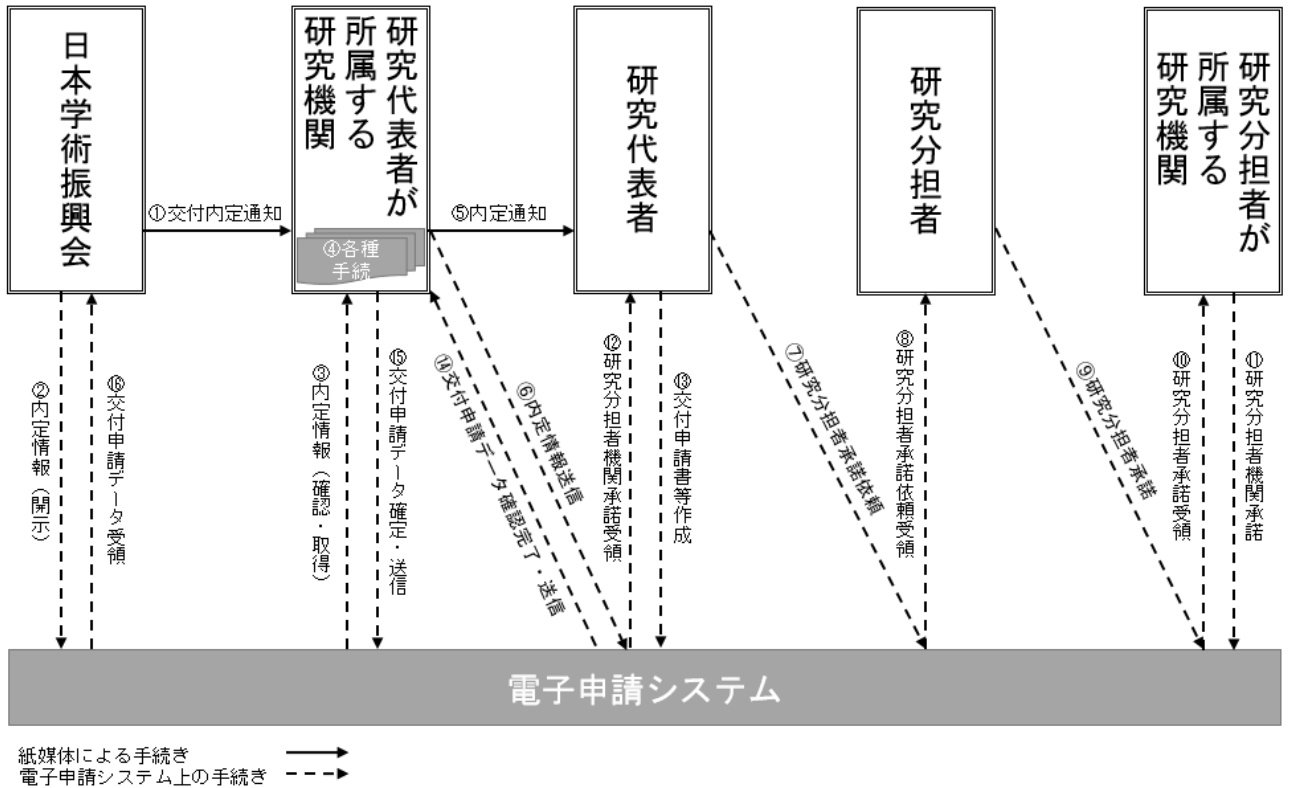 日本学術振興会
研究代表者が
所属する
研究機関
研究代表者
研究分担者
研究分担者が
所属する
研究機関
①交付内定通知
④各種
手続
⑤内定通知
②内定情報（開示）
⑯交付申請データ受領
③内定情報（確認・取得）
⑮交付申請データ確定・送信
⑭交付申請データ確認完了・送信
⑥内定情報送信
⑫研究分担者機関承諾受領
⑬交付申請書等作成
⑦研究分担者承諾依頼
⑧研究分担者承諾依頼受領
⑨研究分担者承諾
⑩研究分担者承諾受領
⑪研究分担者機関承諾
電子申請システム
紙媒体による手続き
電子申請システム上の手続き